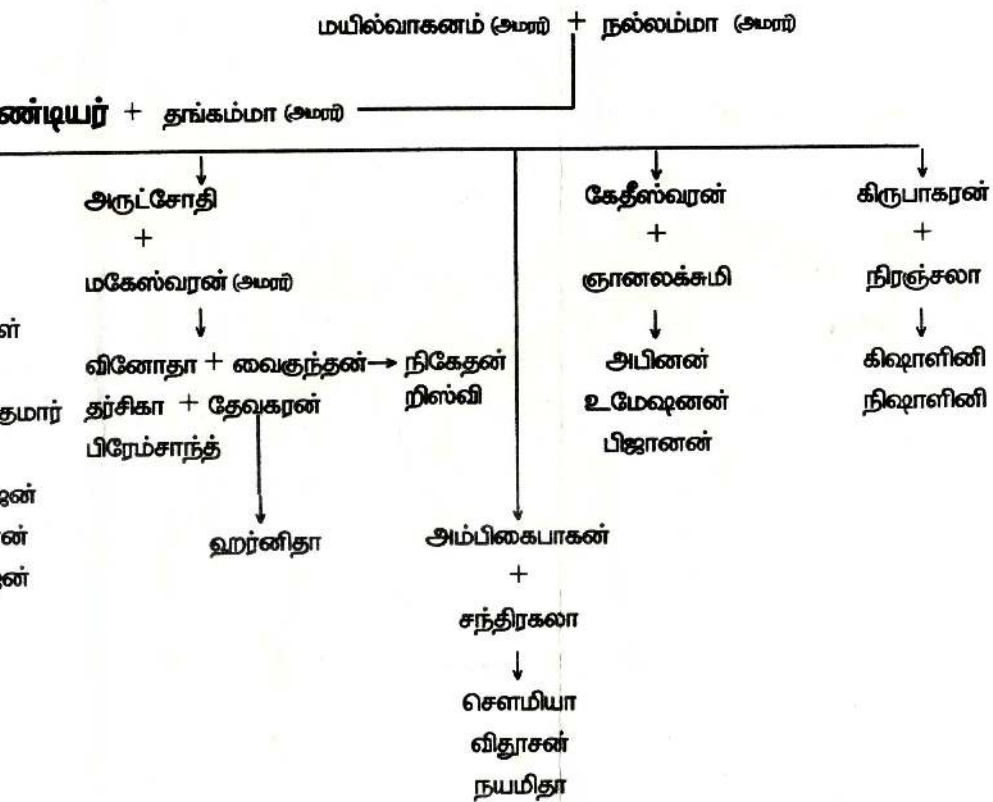 மயில்வாகனம் (அமரர்) + நல்லம்மா (அமரர்)
ண்டியர் + தங்கம்மா (அமரர்)
அருட்சோதி
+
மகேஸ்வரன் (அமரர்)
வினோதா + வைகுந்தன் → நிகேதன்
றிஸ்வி
தர்சிகா + தேவகரன்
பிரேம்சாந்த்
ஹர்னிதா
அம்பிகைபாகன்
+
சந்திரகலா
சௌமியா
விதூசன்
நயமிதா
கேதீஸ்வரன்
+
ஞானலக்சுமி
அபினன்
உமேஷனன்
பிஜானன்
கிருபாகரன்
+
நிரஞ்சலா
கிஷாளினி
நிஷாளினி
ள்
குமார்
ஜன்
ன்
ன்